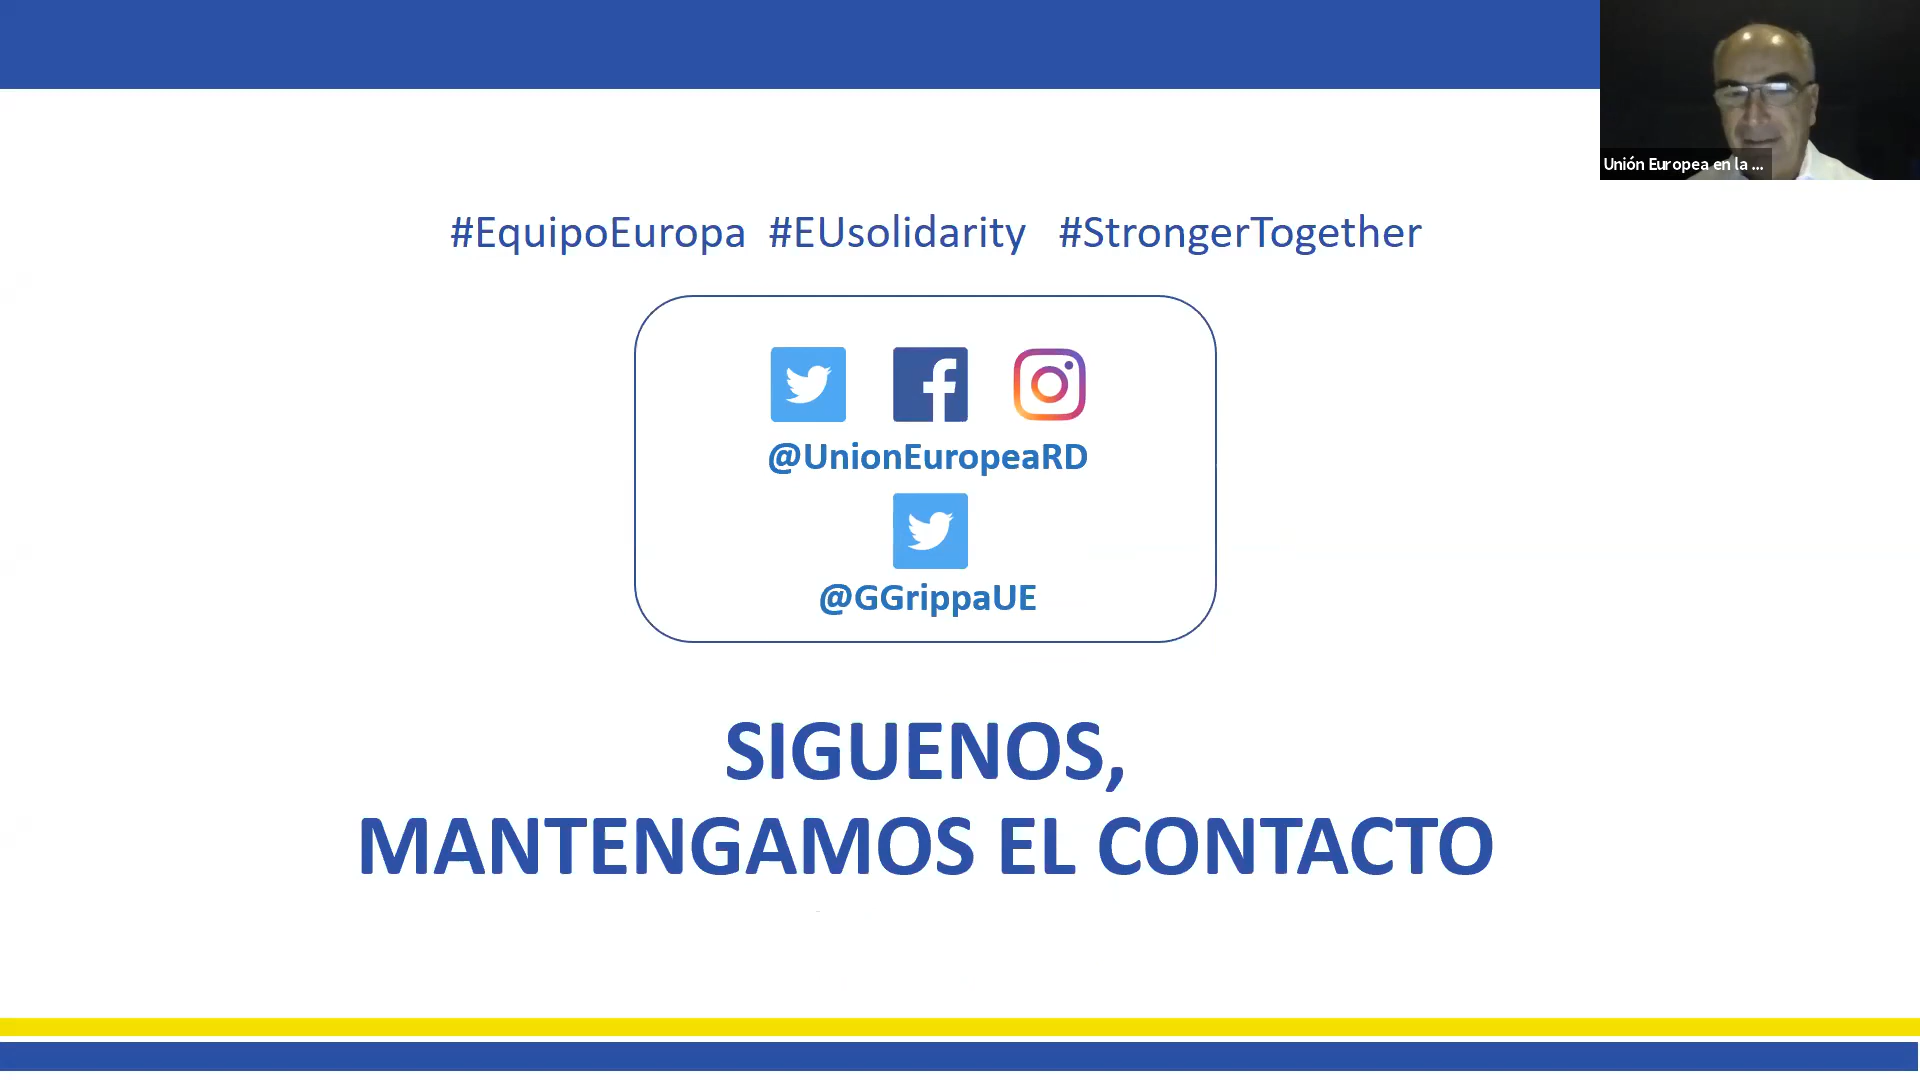 Unión Europea en la ...
#EquipoEuropa #EUsolidarity #StrongerTogether
@UnionEuropeaRD
@GGrippaUE
SIGUENOS,
MANTENGAMOS EL CONTACTO